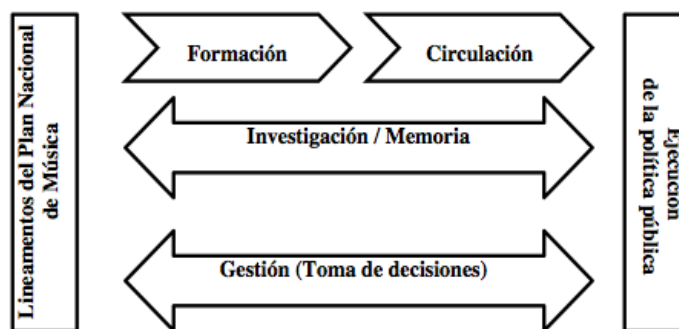 Lineamentos del Plan Nacional
de Música
Formación
Circulación
Investigación / Memoria
Gestión (Toma de decisiones)
Ejecución
de la política pública